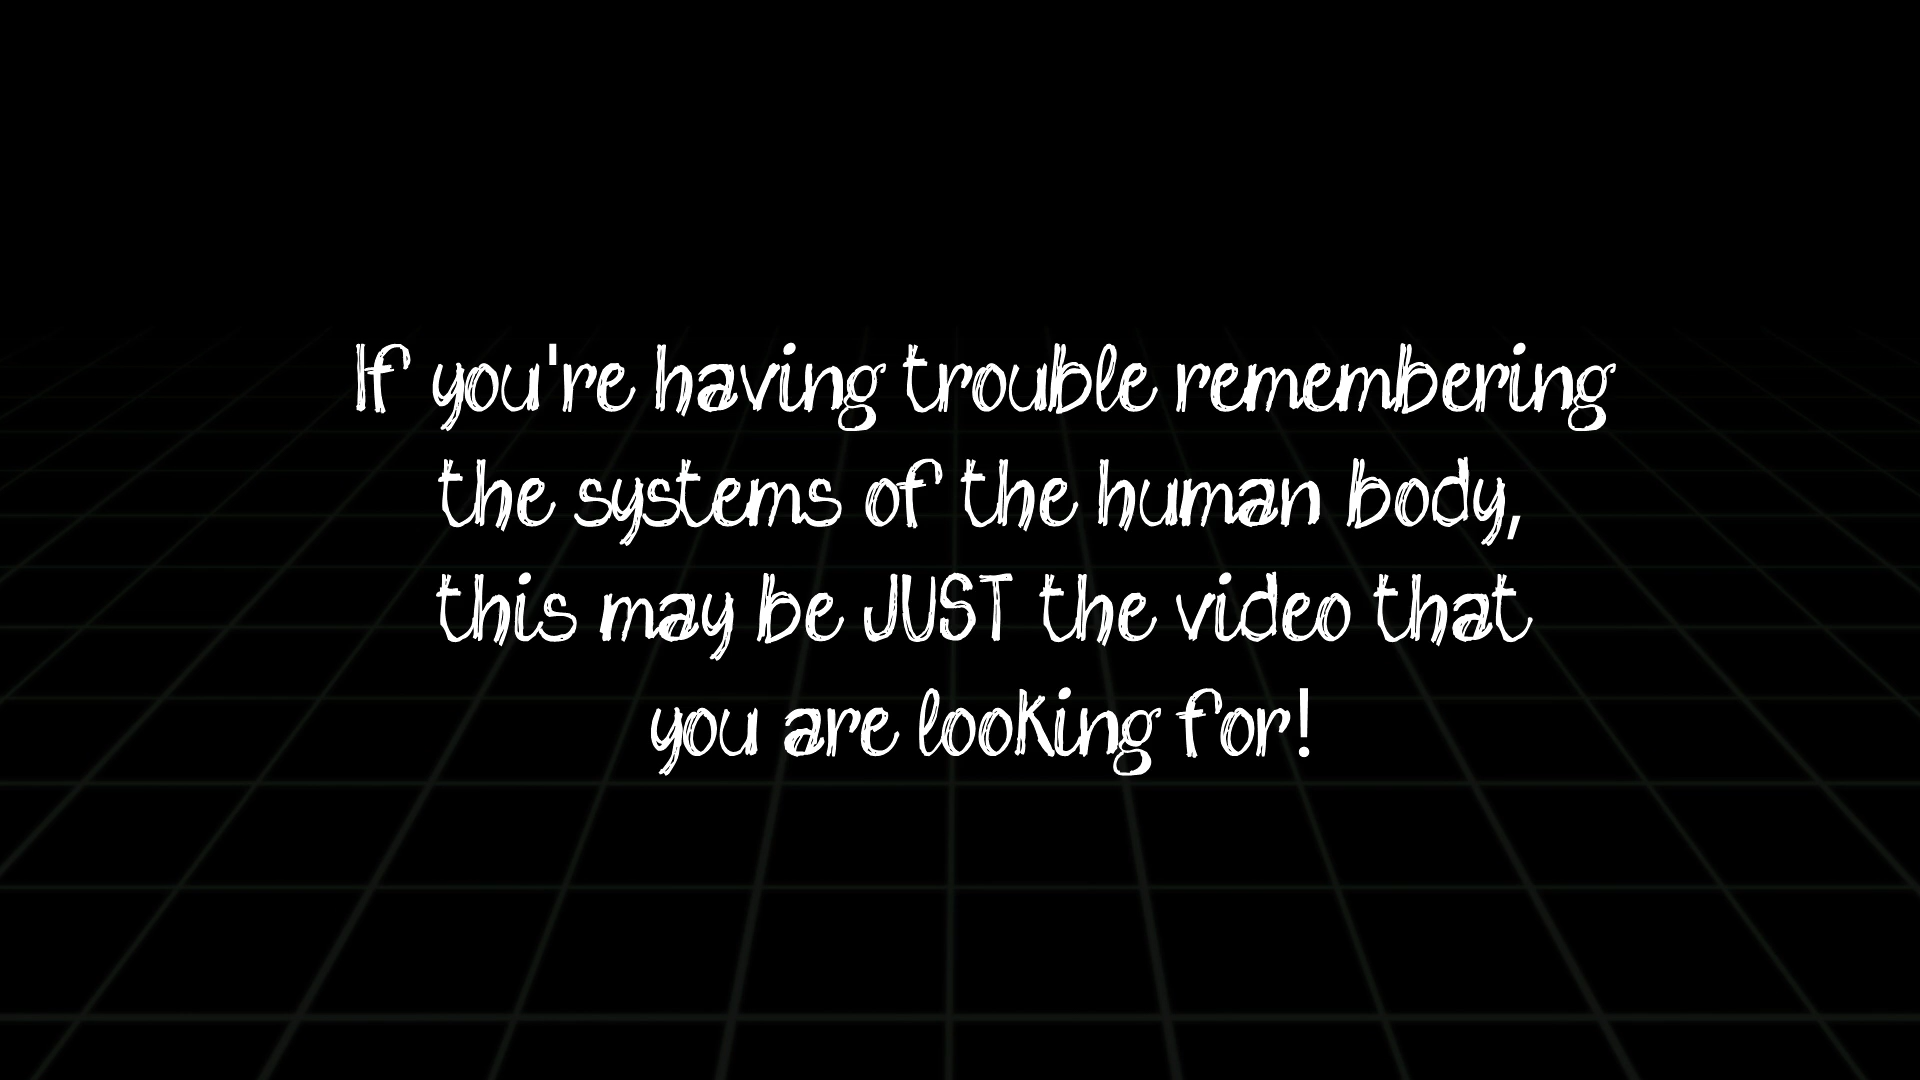 If you're having trouble remembering
the systems of the human body,
this may be JUST the video that
you are looking for!